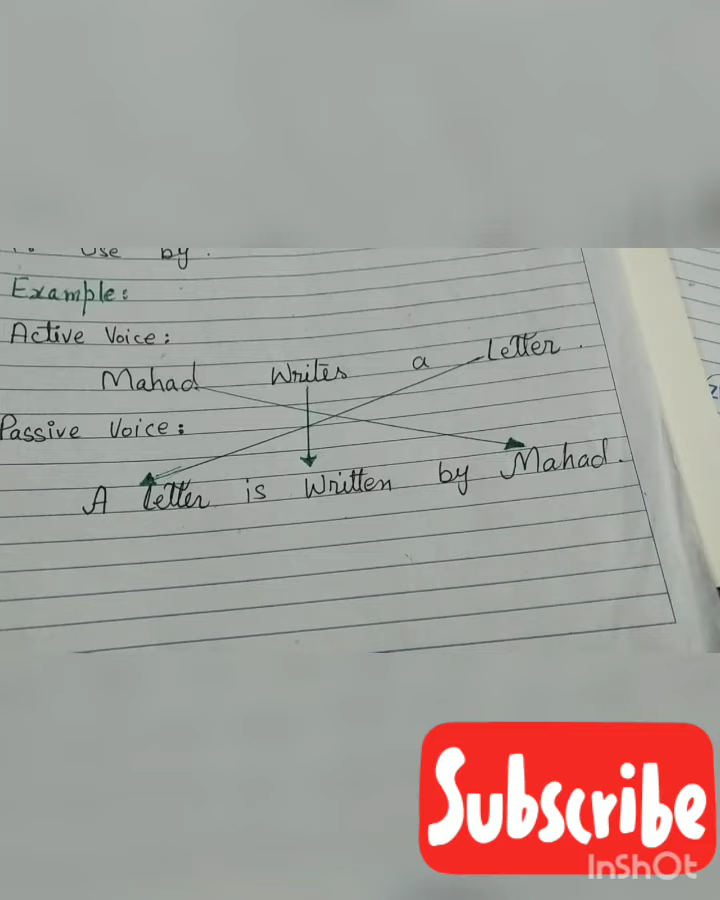 Use by.
Example:
Active Voice:
Mahad Writes a letter.
Passive Voice:
A letter is Written by Mahad.
Subscribe
InShOt